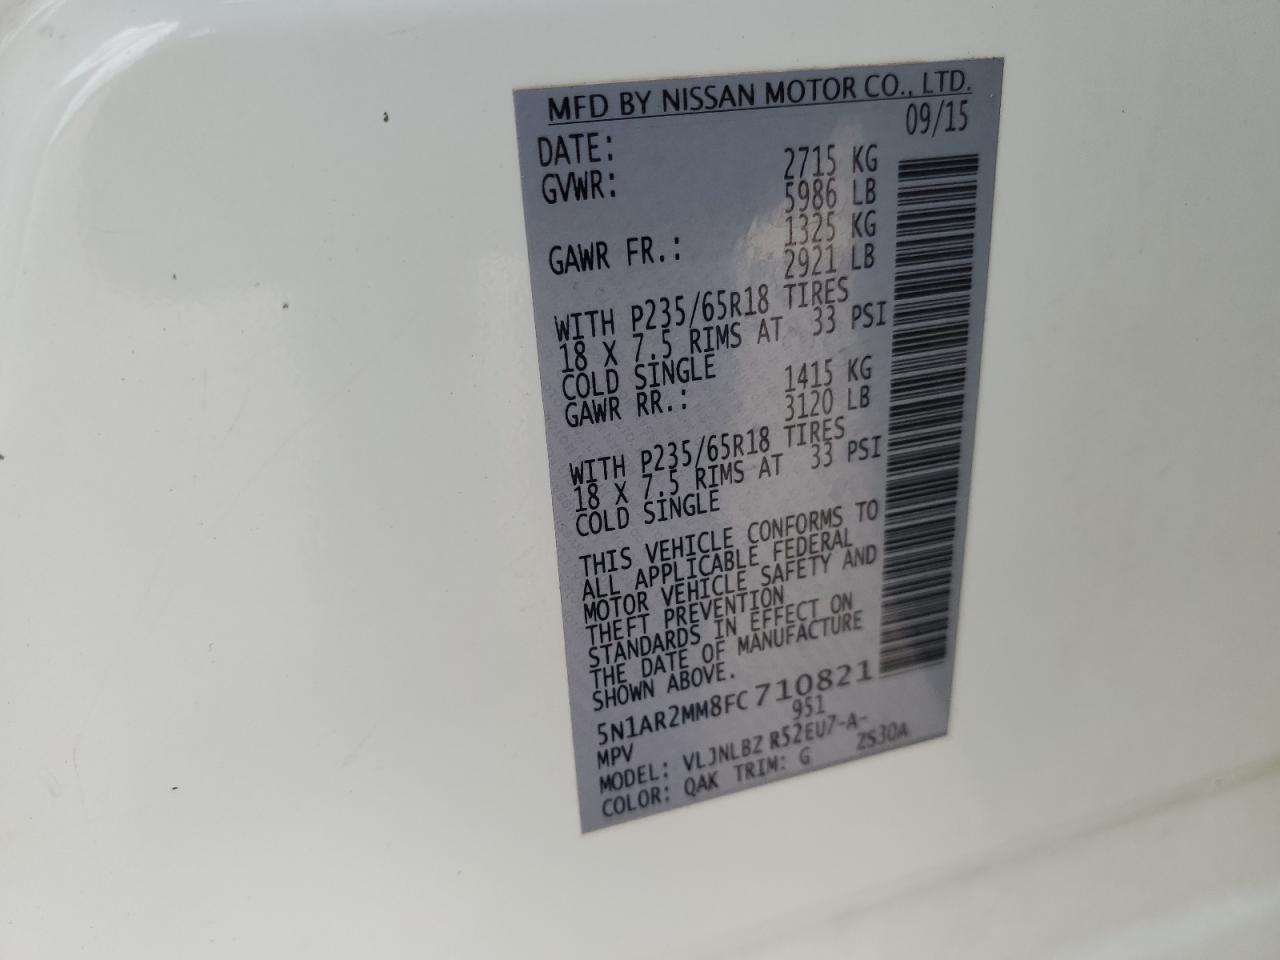 MFD BY NISSAN MOTOR CO., LTD.
DATE: 09/15
GVWR: 2715 KG
5986 LB
GAWR FR.: 1325 KG
2921 LB
WITH P235/65R18 TIRES
18 X 7.5 RIMS AT 33 PSI
COLD SINGLE
GAWR RR.: 1415 KG
3120 LB
WITH P235/65R18 TIRES
18 X 7.5 RIMS AT 33 PSI
COLD SINGLE
THIS VEHICLE CONFORMS TO
ALL APPLICABLE FEDERAL
MOTOR VEHICLE SAFETY AND
THEFT PREVENTION
STANDARDS IN EFFECT ON
THE DATE OF MANUFACTURE
SHOWN ABOVE.
5N1AR2MM8FC710821
MPV 951
MODEL: VLJNLBZ R52EU7-A-
COLOR: QAK TRIM: G ZS30A